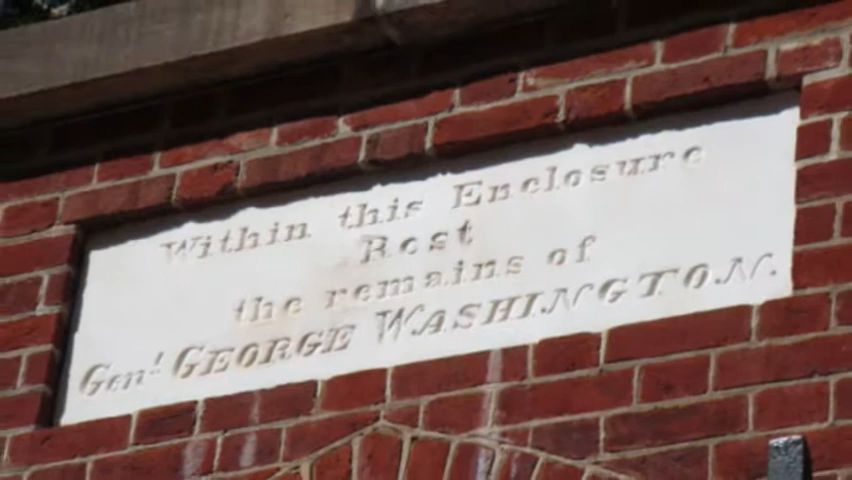 Within this Enclosure
Rest
the remains of
Genl. GEORGE WASHINGTON.